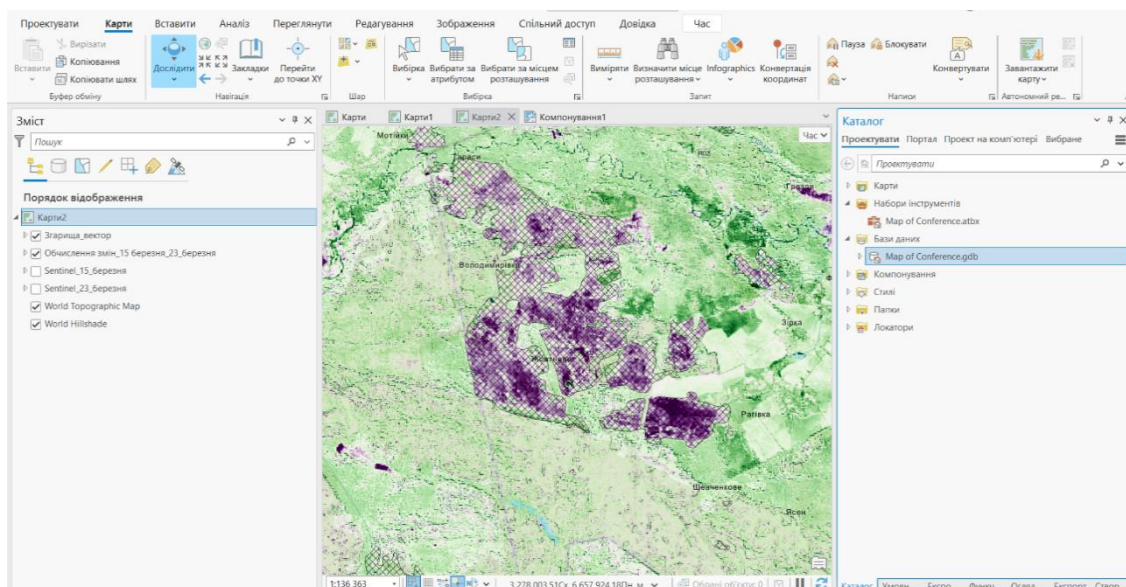 Проектувати Карти Вставити Аналіз Переглянути Редагування Зображення Спільний доступ Довідка Час
Вставити
Вирізати
Копіювання
Копіювати шлях
Буфер обміну
Дослідити
Закладки
Перейти до точки XY
Навігація
Шар
Вибірка
Вибрати за атрибутом
Вибрати за місцем розташування
Вибірка
Виміряти
Визначити місце розташування
Infographics
Конвертація координат
Запит
Пауза
Блокувати
Конвертувати
Написи
Завантажити карту
Автономний ре...
Зміст
Пошук
Порядок відображення
Карти2
Згарища_вектор
Обчислення змін_15 березня_23_березня
Sentinel_15_березня
Sentinel_23_березня
World Topographic Map
World Hillshade
Карти Карти1 Карти2 Компонування1
Час
Мотійки
Тараси
Володимирівка
Зірка
Рагівка
Шевченкове
Ясен
1:136 363
3 278 003,51Сх. 6 657 924,18Пн. м
Обрані об'єкти: 0
Каталог
Проектувати Портал Проект на комп'ютері Вибране
Проектувати
Карти
Набори інструментів
Map of Conference.atbx
Бази даних
Map of Conference.gdb
Компонування
Стилі
Папки
Локатори